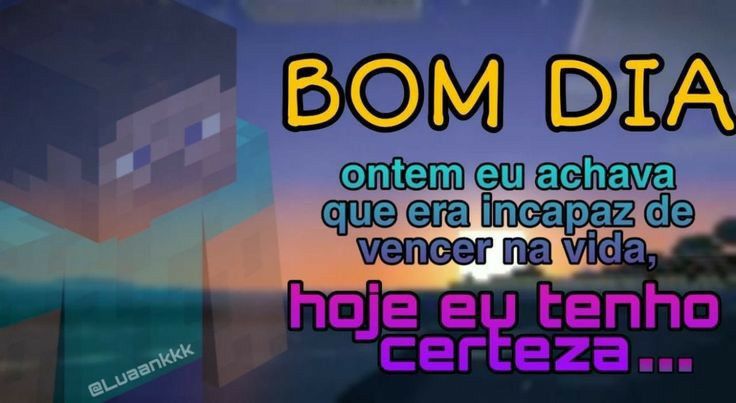 BOM DIA
ontem eu achava
que era incapaz de
vencer na vida,
hoje eu tenho
certeza...
@Luaankkk